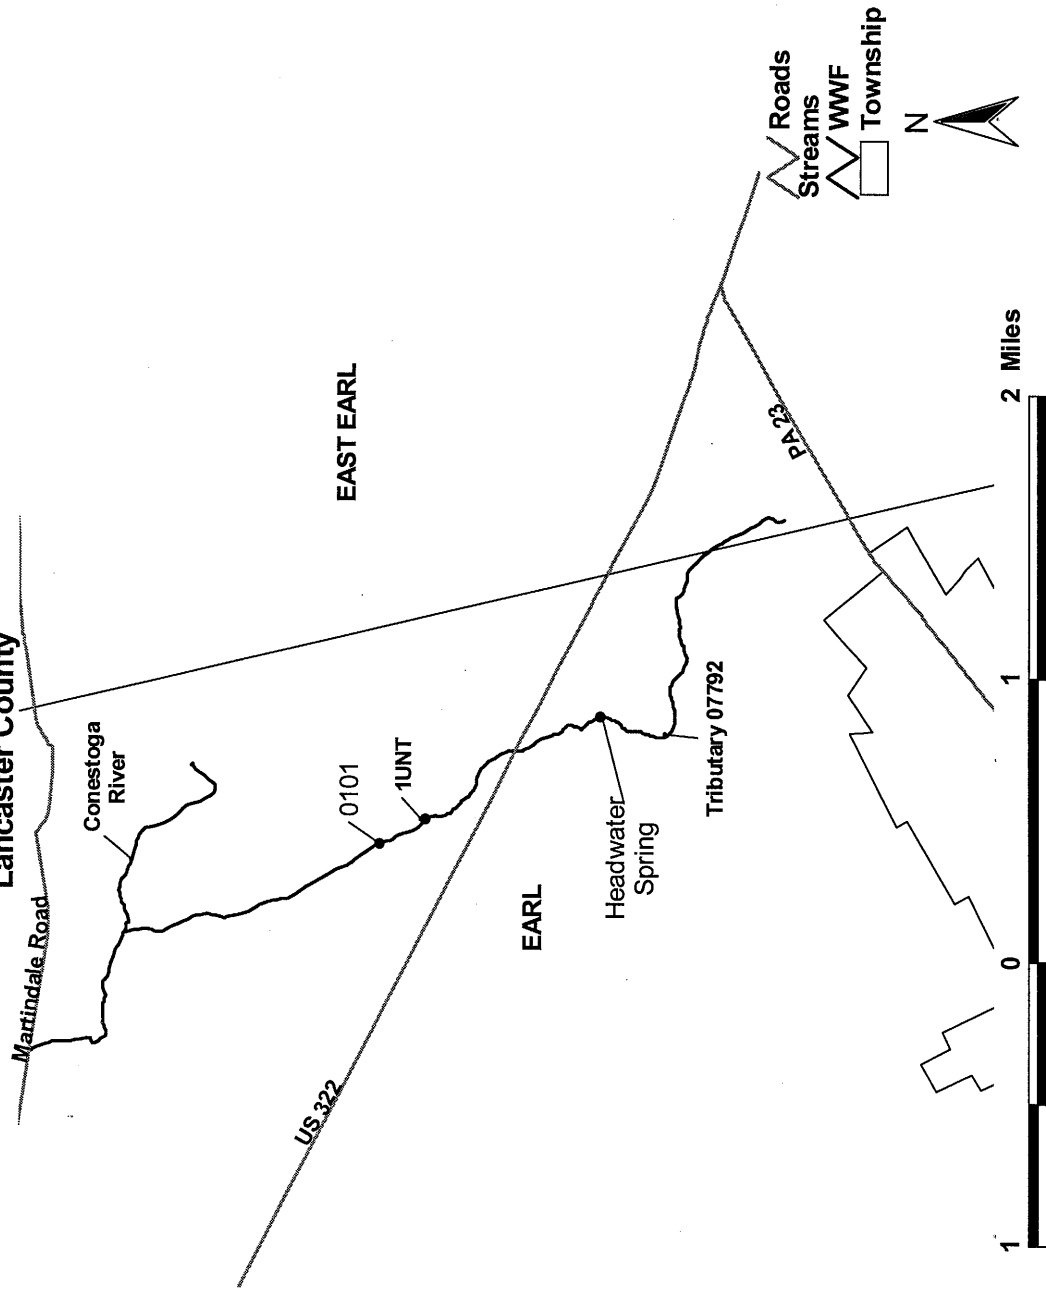 Lancaster County
Martindale Road
Conestoga
River
0101
1UNT
EAST EARL
US 322
EARL
Headwater
Spring
Tributary 07792
PA 23
Roads
Streams
WWF
Township
N
1 0 1 2 Miles